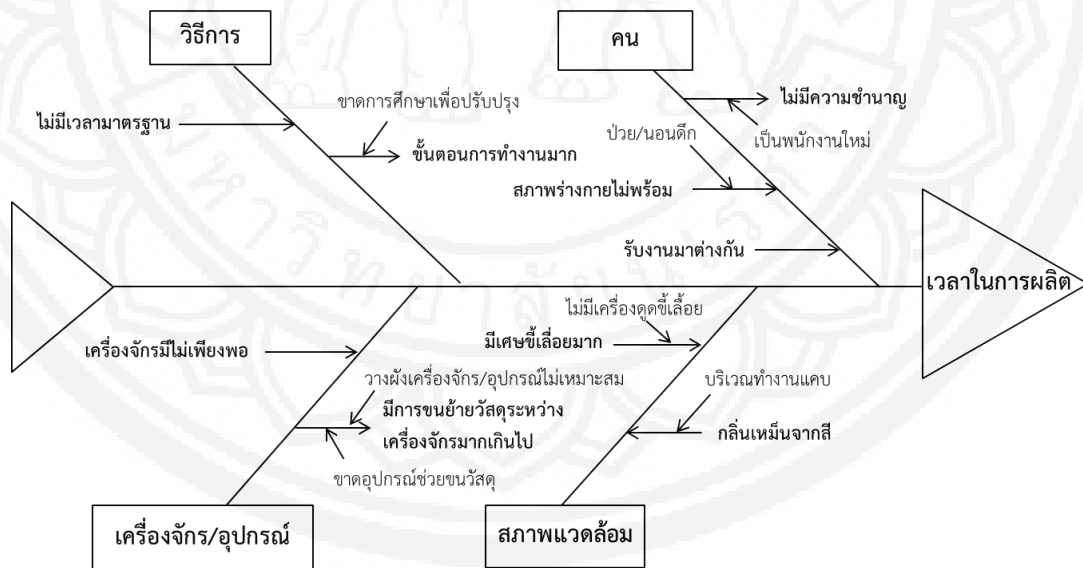 วิธีการ
คน
ไม่มีเวลามาตรฐาน
ขาดการศึกษาเพื่อปรับปรุง
ขั้นตอนการทำงานมาก
ไม่มีความชำนาญ
เป็นพนักงานใหม่
ป่วย/นอนดึก
สภาพร่างกายไม่พร้อม
รับงานมาต่างกัน
เวลาในการผลิต
เครื่องจักรมีไม่เพียงพอ
วางผังเครื่องจักร/อุปกรณ์ไม่เหมาะสม
มีการขนย้ายวัสดุระหว่าง
เครื่องจักรมากเกินไป
ขาดอุปกรณ์ช่วยขนวัสดุ
ไม่มีเครื่องดูดขี้เลื้อย
มีเศษขี้เลื่อยมาก
บริเวณทำงานแคบ
กลิ่นเหม็นจากสี
เครื่องจักร/อุปกรณ์
สภาพแวดล้อม